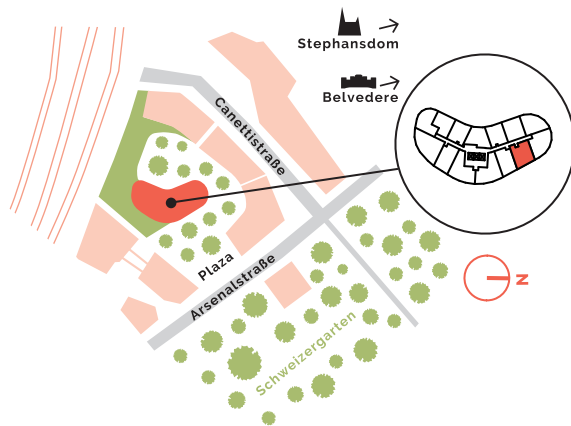 Stephansdom
Belvedere
Canettistraße
Plaza
Arsenalstraße
Schweizergarten
N